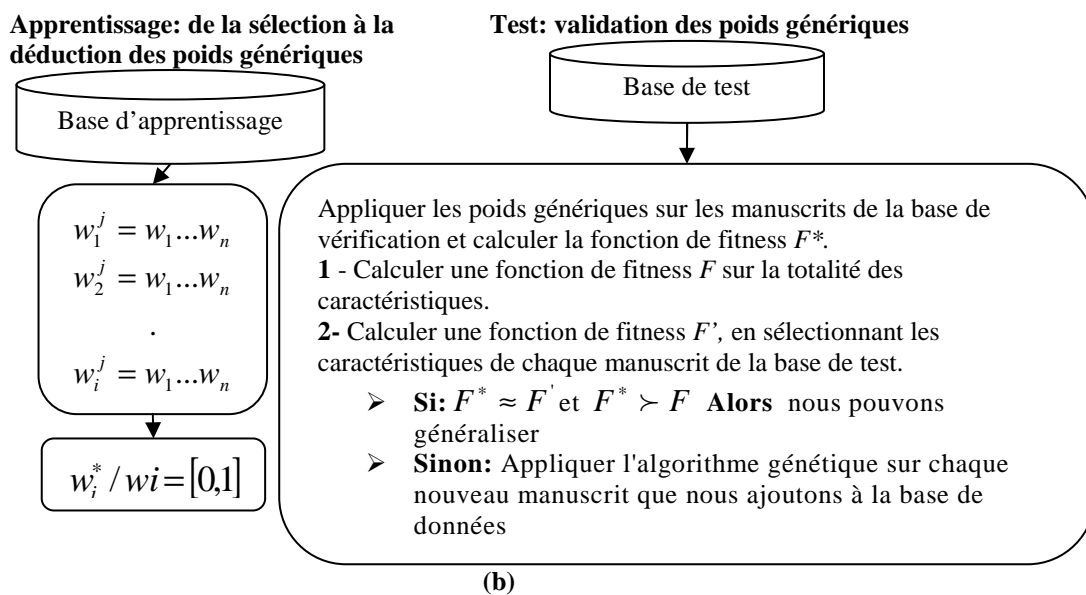 Apprentissage: de la sélection à la
déduction des poids génériques
Base d'apprentissage
w_1^j = w_1...w_n
w_2^j = w_1...w_n
.
w_i^j = w_1...w_n
w_i^* / wi = [0,1]
Test: validation des poids génériques
Base de test
Appliquer les poids génériques sur les manuscrits de la base de
vérification et calculer la fonction de fitness F*.
1 - Calculer une fonction de fitness F sur la totalité des
caractéristiques.
2- Calculer une fonction de fitness F', en sélectionnant les
caractéristiques de chaque manuscrit de la base de test.
➢ Si: F^* ≈ F' et F^* ≻ F Alors nous pouvons
généraliser
➢ Sinon: Appliquer l'algorithme génétique sur chaque
nouveau manuscrit que nous ajoutons à la base de
données
(b)